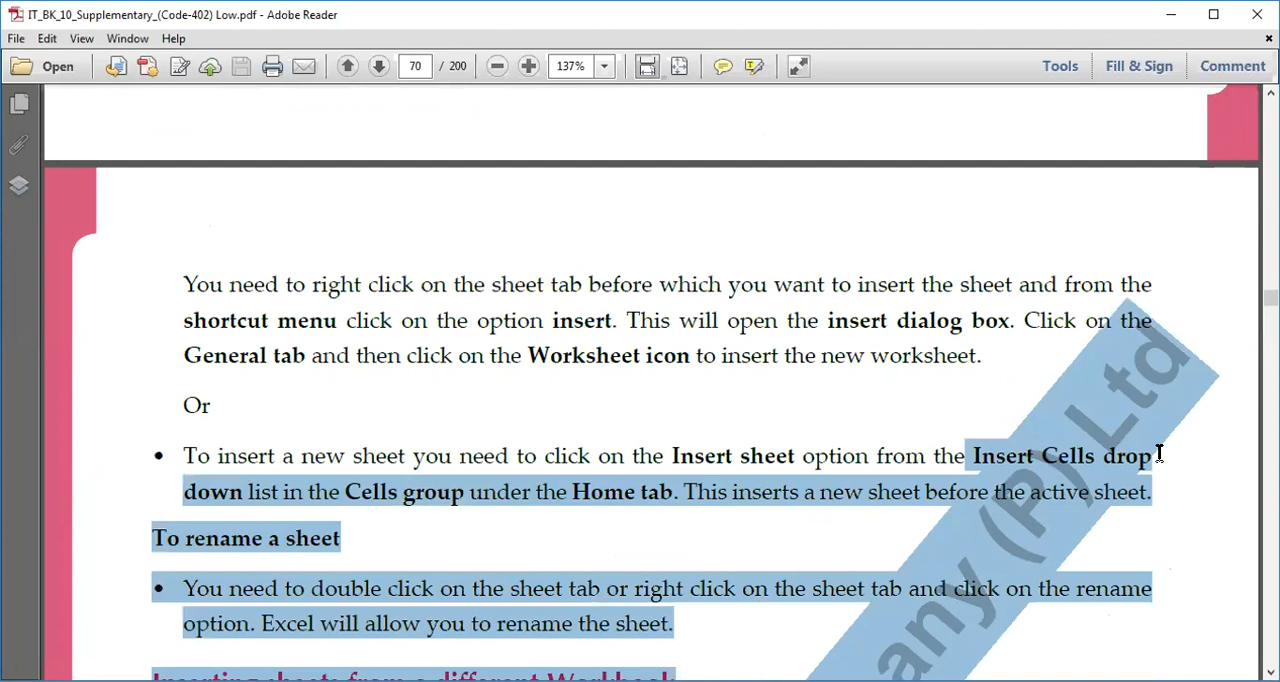 IT_BK_10_Supplementary_(Code-402) Low.pdf - Adobe Reader
File Edit View Window Help
Open 70 / 200 137% Tools Fill & Sign Comment
You need to right click on the sheet tab before which you want to insert the sheet and from the
shortcut menu click on the option insert. This will open the insert dialog box. Click on the
General tab and then click on the Worksheet icon to insert the new worksheet.
Or
• To insert a new sheet you need to click on the Insert sheet option from the Insert Cells drop
down list in the Cells group under the Home tab. This inserts a new sheet before the active sheet.
To rename a sheet
• You need to double click on the sheet tab or right click on the sheet tab and click on the rename
option. Excel will allow you to rename the sheet.
Inserting sheets from a different Workbook
any (P) Ltd